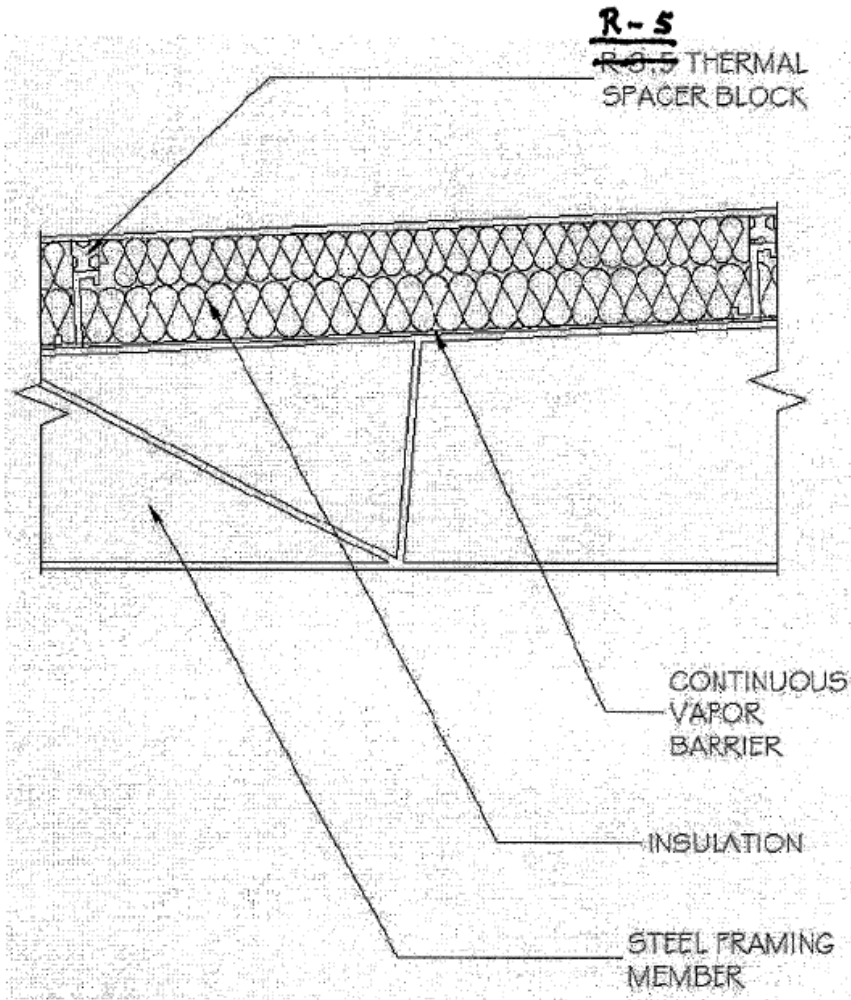 R-5
R-3.5 THERMAL
SPACER BLOCK
CONTINUOUS
VAPOR
BARRIER
INSULATION
STEEL FRAMING
MEMBER